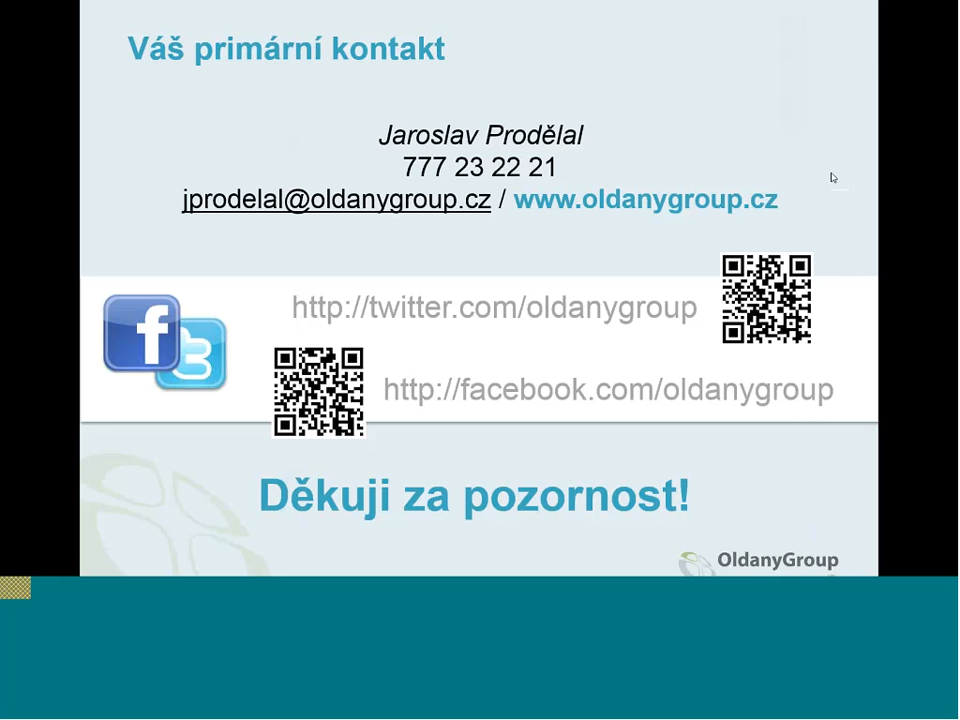 Váš primární kontakt
Jaroslav Prodělal
777 23 22 21
jprodelal@oldanygroup.cz / www.oldanygroup.cz
http://twitter.com/oldanygroup
http://facebook.com/oldanygroup
Děkuji za pozornost!
OldanyGroup